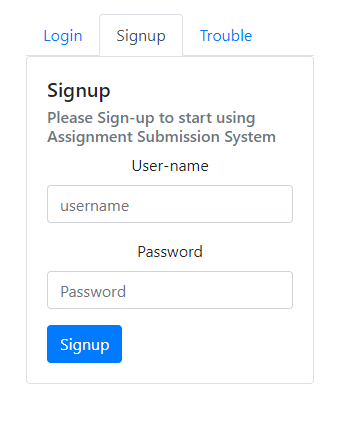 Login Signup Trouble
Signup
Please Sign-up to start using
Assignment Submission System
User-name
username
Password
Password
Signup